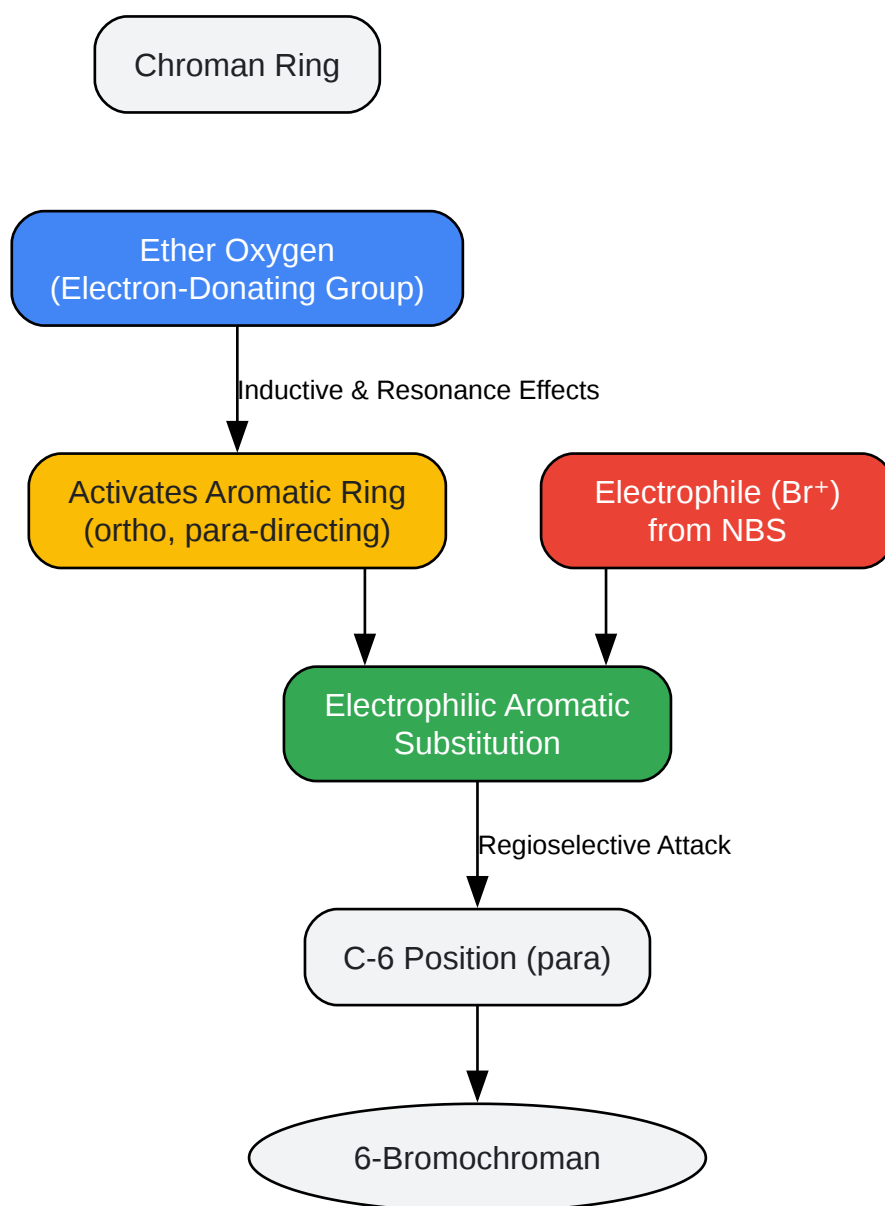 Chroman Ring
Ether Oxygen
(Electron-Donating Group)
Inductive & Resonance Effects
Activates Aromatic Ring
(ortho, para-directing)
Electrophile (Br⁺)
from NBS
Electrophilic Aromatic
Substitution
Regioselective Attack
C-6 Position (para)
6-Bromochroman